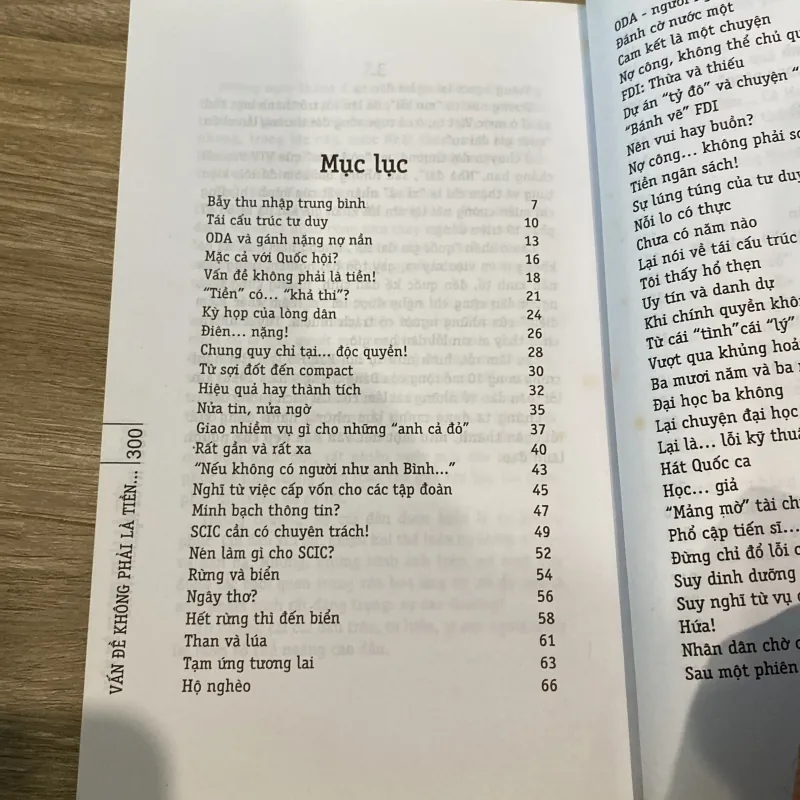 Mục lục
Bẫy thu nhập trung bình 7
Tái cấu trúc tư duy 10
ODA và gánh nặng nợ nần 13
Mặc cả với Quốc hội? 16
Vấn đề không phải là tiền! 18
“Tiền” có... “khả thi”? 21
Kỳ họp của lòng dân 24
Điên... nặng! 26
Chung quy chỉ tại... độc quyền! 28
Từ sợi đốt đến compact 30
Hiệu quả hay thành tích 32
Nửa tin, nửa ngờ 35
Giao nhiệm vụ gì cho những “anh cả đỏ” 37
Rất gần và rất xa 40
“Nếu không có người như anh Bình...” 43
Nghĩ từ việc cấp vốn cho các tập đoàn 45
Minh bạch thông tin? 47
SCIC cần có chuyên trách! 49
Nên làm gì cho SCIC? 52
Rừng và biển 54
Ngây thơ? 56
Hết rừng thì đến biển 58
Than và lúa 61
Tạm ứng tương lai 63
Hộ nghèo 66
VẤN ĐỀ KHÔNG PHẢI LÀ TIỀN... 300
ODA - người
Đánh cờ nước một
Cam kết là một chuyện
Nợ công, không thể chủ
FDI: Thừa và thiếu
Dự án “tỷ đô” và chuyện
“Bánh vẽ” FDI
Nên vui hay buồn?
Nợ công... không phải
Tiền ngân sách!
Sự lúng túng của tư duy
Nỗi lo có thực
Chưa có năm nào
Lại nói về tái cấu trúc
Tôi thấy hổ thẹn
Uy tín và danh dự
Khi chính quyền
Từ cái “tình”cái “lý”
Vượt qua khủng
Ba mươi năm và ba
Đại học ba không
Lại chuyện đại học
Lại là... lỗi kỹ
Hát Quốc ca
Học... giả
“Mảng mờ” tài
Phổ cập tiến sĩ...
Đừng chỉ đổ lỗi
Suy dinh dưỡng
Suy nghĩ từ vụ
Hứa!
Nhân dân chờ
Sau một phiên